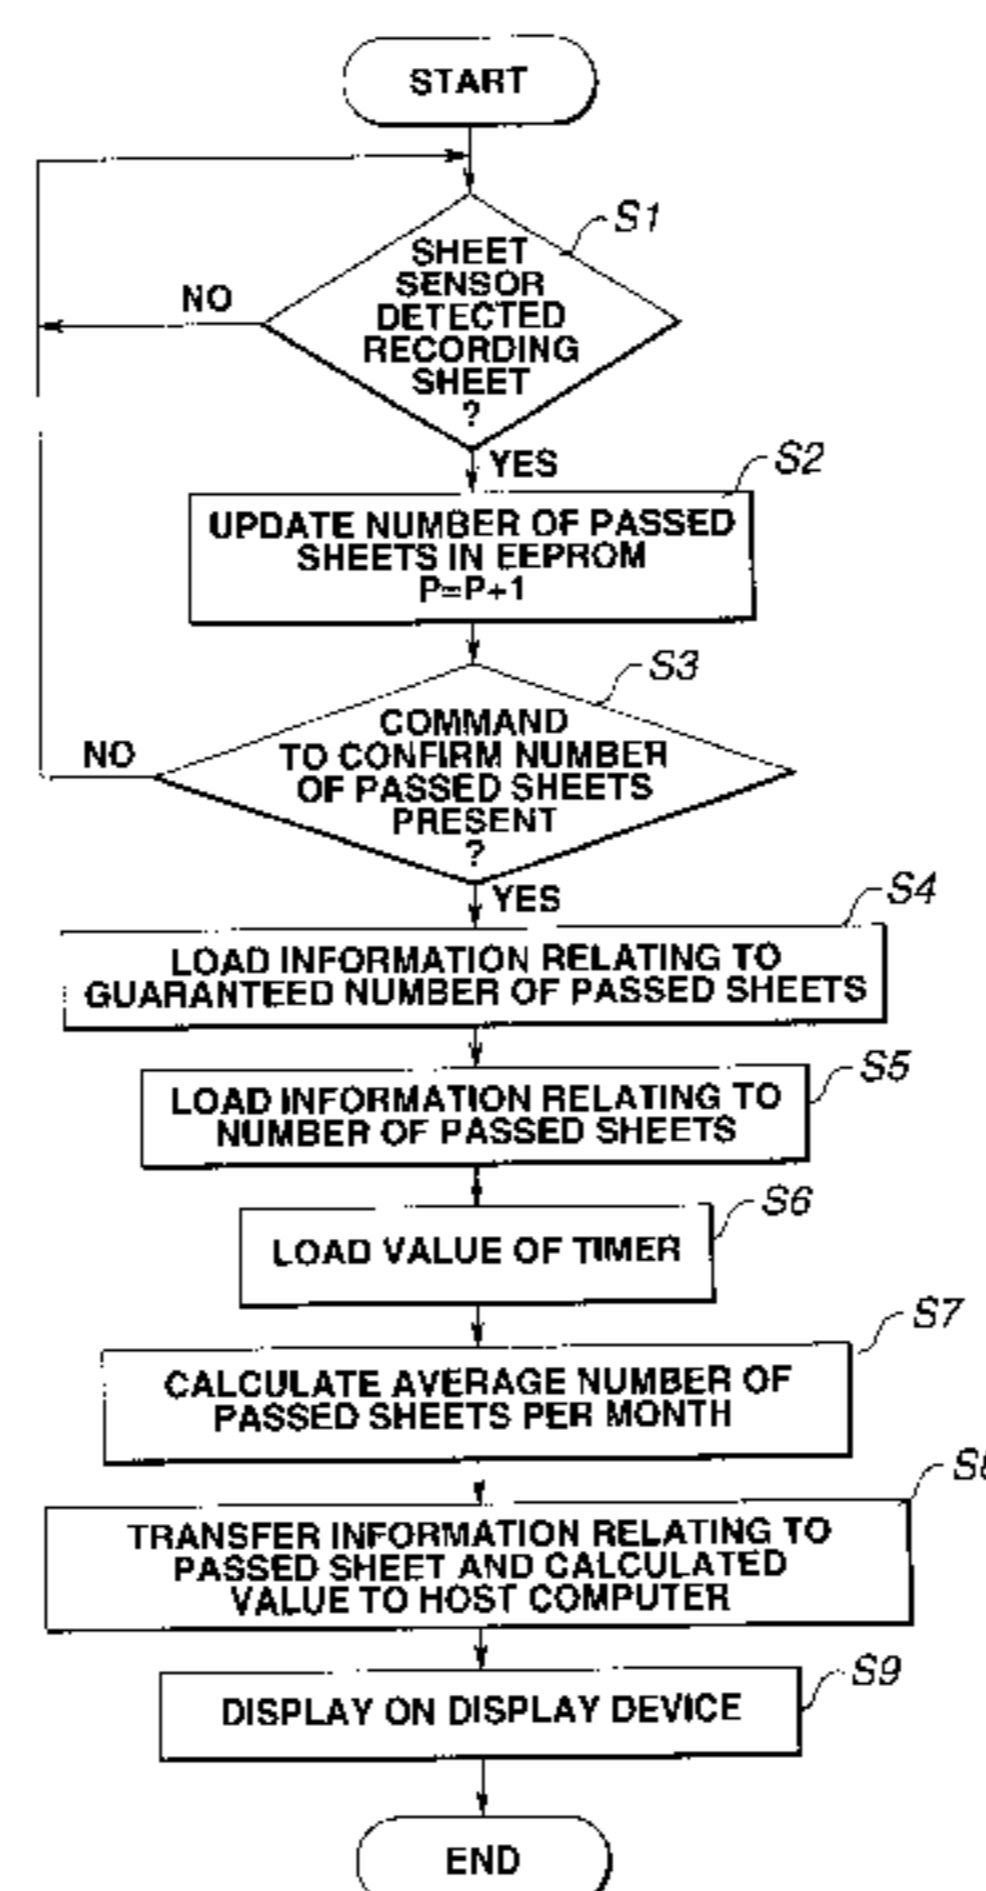 START
S1
SHEET
SENSOR
DETECTED
RECORDING
SHEET
?
NO
YES
S2
UPDATE NUMBER OF PASSED
SHEETS IN EEPROM
P=P+1
S3
COMMAND
TO CONFIRM NUMBER
OF PASSED SHEETS
PRESENT
?
NO
YES
S4
LOAD INFORMATION RELATING TO
GUARANTEED NUMBER OF PASSED SHEETS
S5
LOAD INFORMATION RELATING TO
NUMBER OF PASSED SHEETS
S6
LOAD VALUE OF TIMER
S7
CALCULATE AVERAGE NUMBER OF
PASSED SHEETS PER MONTH
S8
TRANSFER INFORMATION RELATING TO
PASSED SHEET AND CALCULATED
VALUE TO HOST COMPUTER
S9
DISPLAY ON DISPLAY DEVICE
END